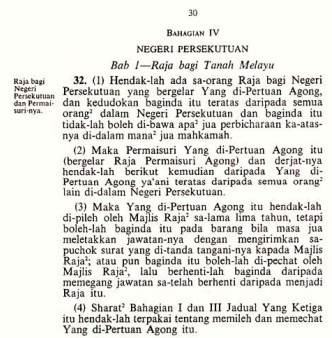 30
BAHAGIAN IV
NEGERI PERSEKUTUAN
Bab 1—Raja bagi Tanah Melayu
Raja bagi
Negeri
Persekutuan
dan Permai-
suri-nya.
32. (1) Hendak-lah ada sa-orang Raja bagi Negeri
Persekutuan yang bergelar Yang di-Pertuan Agong,
dan kedudokan baginda itu teratas daripada semua
orang² dalam Negeri Persekutuan dan baginda itu
tidak-lah boleh di-bawa apa² jua perbicharaan ka-atas-
nya di-dalam mana² jua mahkamah.
(2) Maka Permaisuri Yang di-Pertuan Agong itu
(bergelar Raja Permaisuri Agong) dan derjat-nya
hendak-lah berikut kemudian daripada Yang di-
Pertuan Agong ya'ani teratas daripada semua orang²
lain di-dalam Negeri Persekutuan.
(3) Maka Yang di-Pertuan Agong itu hendak-lah
di-pileh oleh Majlis Raja² sa-lama lima tahun, tetapi
boleh-lah baginda itu pada barang bila masa jua
meletakkan jawatan-nya dengan mengirimkan sa-
puchok surat yang di-tanda tangani-nya kapada Majlis
Raja²; atau pun baginda itu boleh-lah di-pechat oleh
Majlis Raja², lalu berhenti-lah baginda daripada
memegang jawatan sa-telah berhenti daripada menjadi
Raja itu.
(4) Sharat² Bahagian I dan III Jadual Yang Ketiga
itu hendak-lah terpakai tentang memileh dan memechat
Yang di-Pertuan Agong itu.